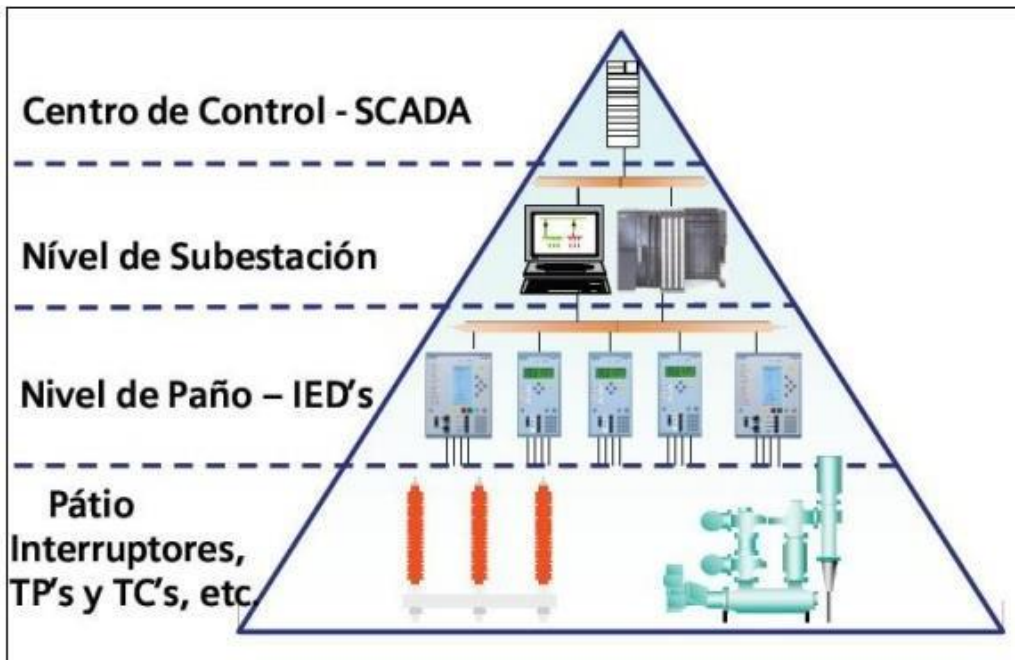 Centro de Control - SCADA
Nível de Subestación
Nivel de Paño – IED's
Pátio
Interruptores,
TP's y TC's, etc.